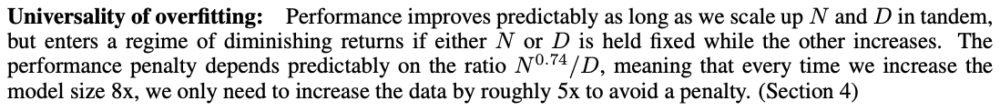 Universality of overfitting: Performance improves predictably as long as we scale up N and D in tandem,
but enters a regime of diminishing returns if either N or D is held fixed while the other increases. The
performance penalty depends predictably on the ratio N^0.74/D, meaning that every time we increase the
model size 8x, we only need to increase the data by roughly 5x to avoid a penalty. (Section 4)